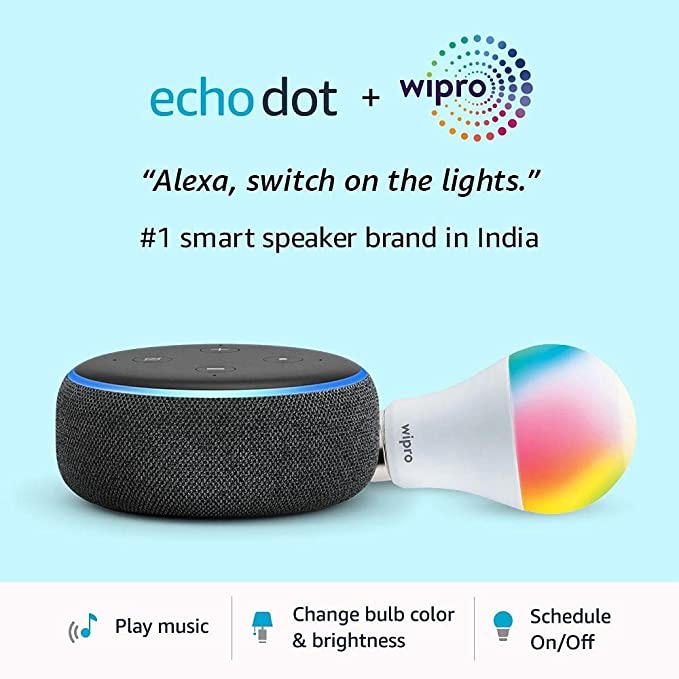 echo dot + wipro
“Alexa, switch on the lights.”
#1 smart speaker brand in India
wipro
Play music
Change bulb color
& brightness
Schedule
On/Off